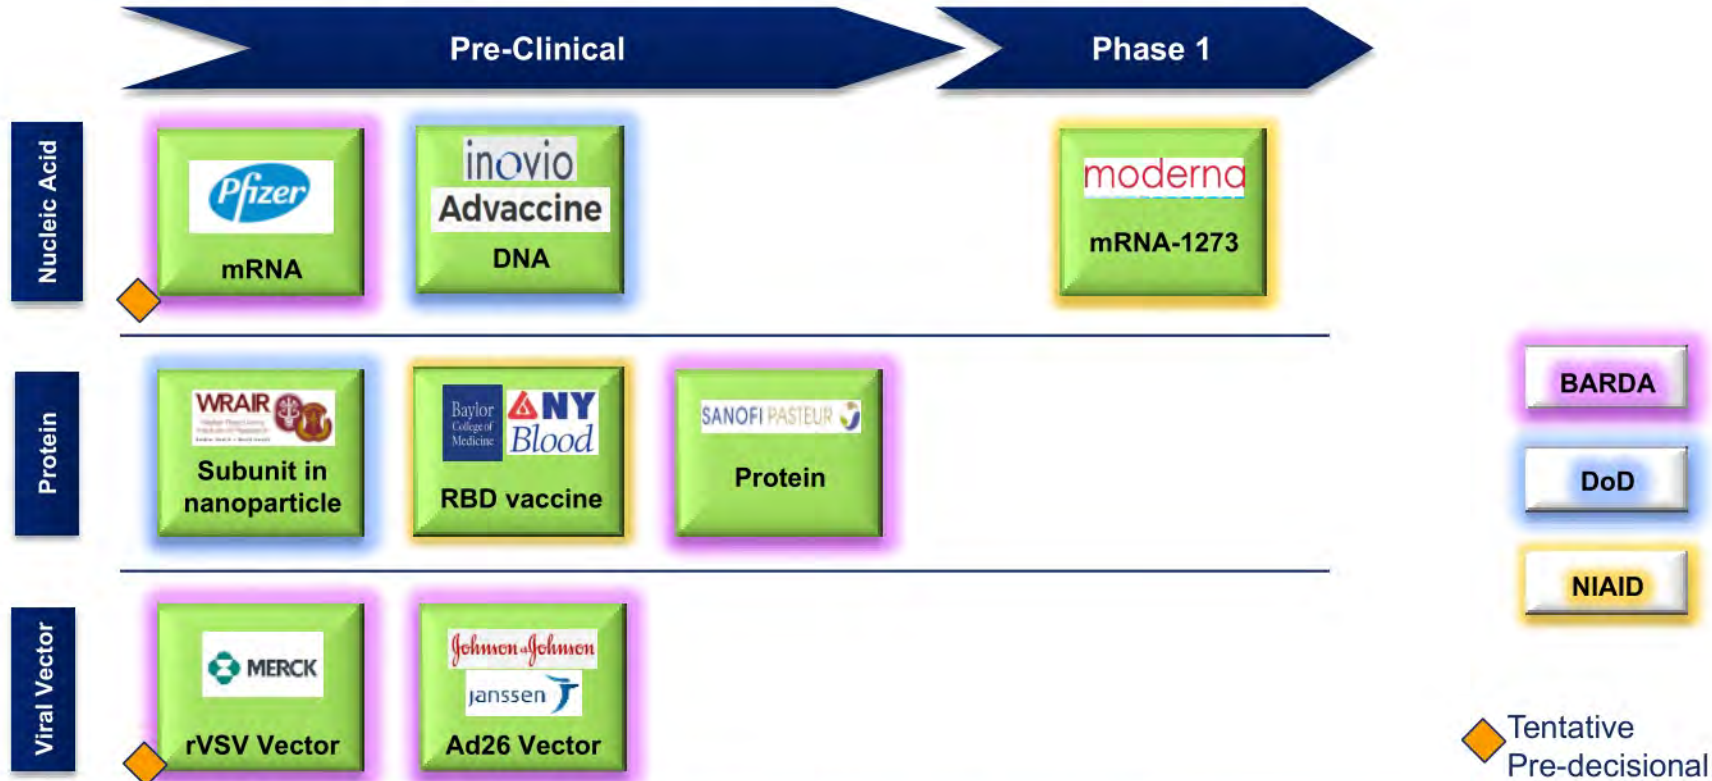 Pre-Clinical
Phase 1
Nucleic Acid
Pfizer
mRNA
inovio
Advaccine
DNA
moderna
mRNA-1273
Protein
WRAIR
Subunit in
nanoparticle
Baylor
College of
Medicine
NY
Blood
RBD vaccine
SANOFI PASTEUR
Protein
Viral Vector
MERCK
rVSV Vector
Johnson & Johnson
janssen
Ad26 Vector
BARDA
DoD
NIAID
Tentative
Pre-decisional